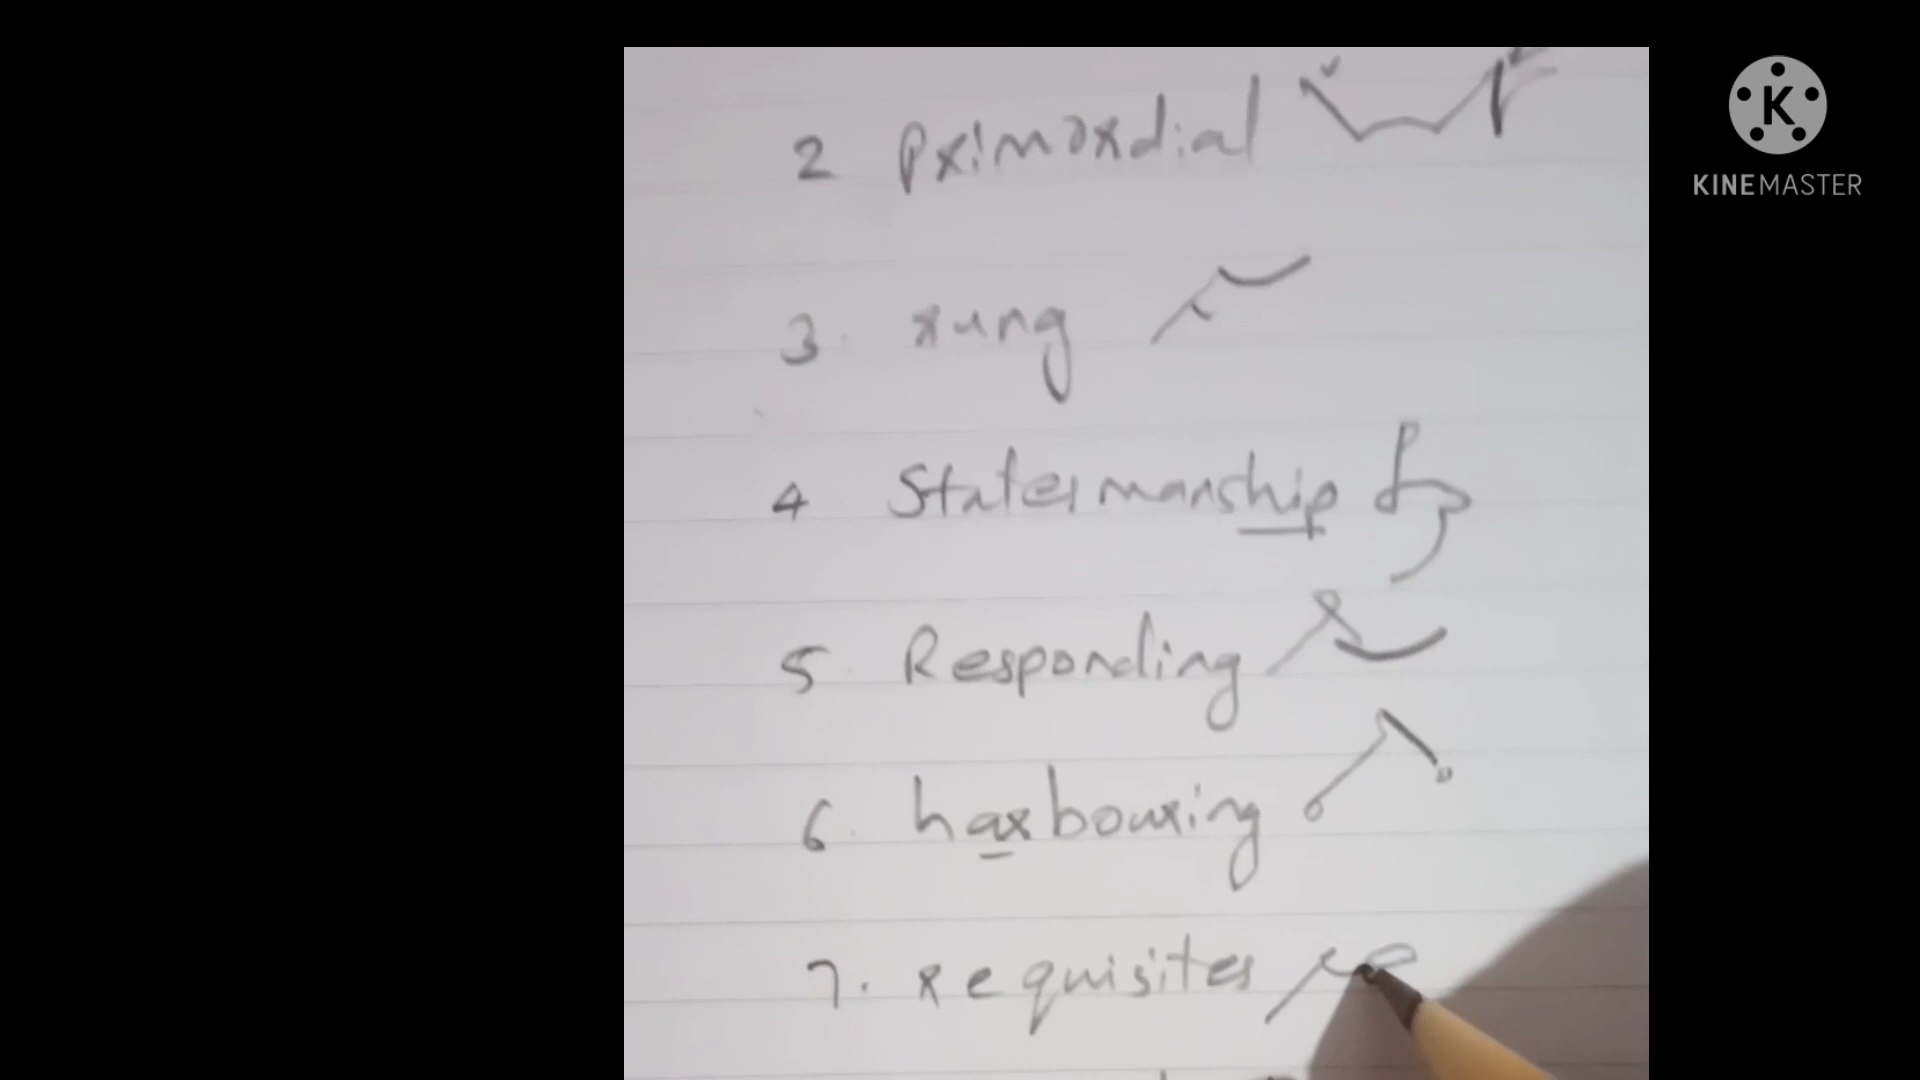 2 Primordial
KINEMASTER
3. rung
4 Statesmanship
5 Responding
6. harbouring
7. requisites